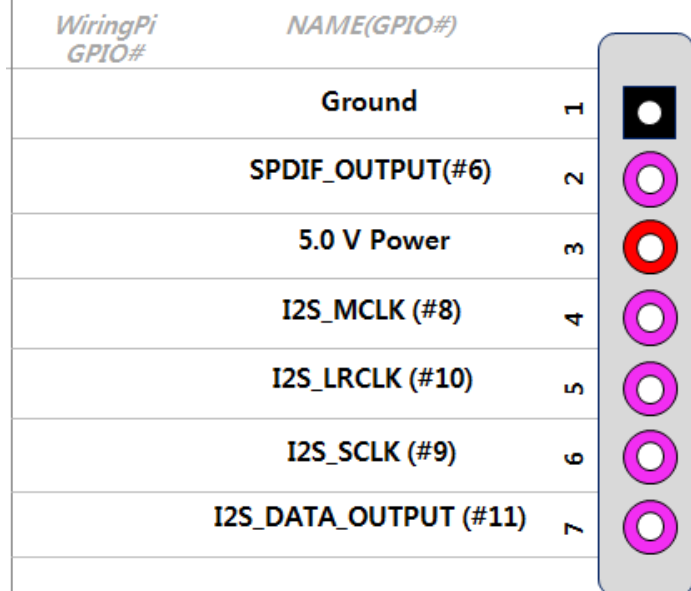 WiringPi NAME(GPIO#)
GPIO#
Ground 1
SPDIF_OUTPUT(#6) 2
5.0 V Power 3
I2S_MCLK (#8) 4
I2S_LRCLK (#10) 5
I2S_SCLK (#9) 6
I2S_DATA_OUTPUT (#11) 7